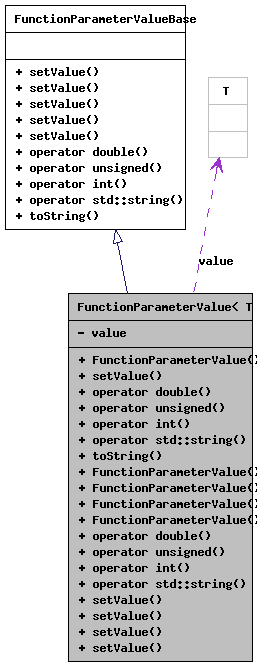 FunctionParameterValueBase
+ setValue()
+ setValue()
+ setValue()
+ setValue()
+ setValue()
+ operator double()
+ operator unsigned()
+ operator int()
+ operator std::string()
+ toString()
T
value
FunctionParameterValue< T
- value
+ FunctionParameterValue()
+ setValue()
+ operator double()
+ operator unsigned()
+ operator int()
+ operator std::string()
+ toString()
+ FunctionParameterValue()
+ FunctionParameterValue()
+ FunctionParameterValue()
+ FunctionParameterValue()
+ operator double()
+ operator unsigned()
+ operator int()
+ operator std::string()
+ setValue()
+ setValue()
+ setValue()
+ setValue()